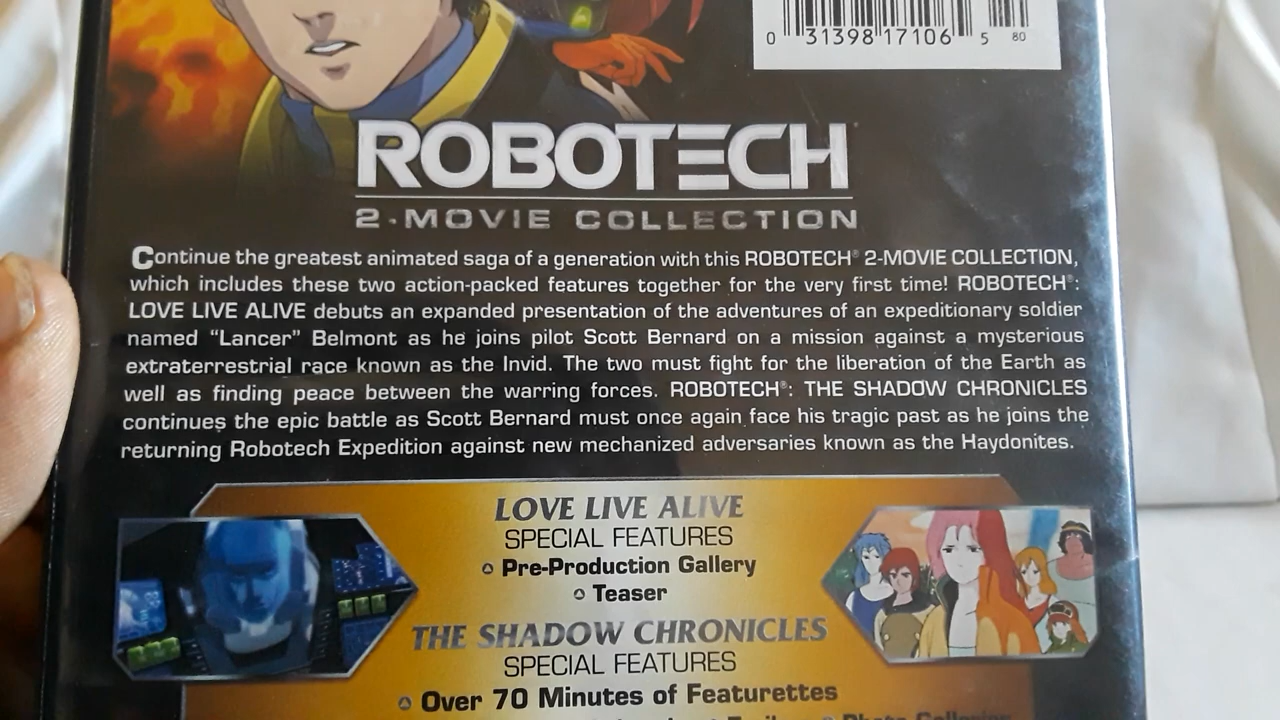 0 31398 17106 5 80
ROBOTECH
2-MOVIE COLLECTION
Continue the greatest animated saga of a generation with this ROBOTECH® 2-MOVIE COLLECTION,
which includes these two action-packed features together for the very first time! ROBOTECH®:
LOVE LIVE ALIVE debuts an expanded presentation of the adventures of an expeditionary soldier
named “Lancer” Belmont as he joins pilot Scott Bernard on a mission against a mysterious
extraterrestrial race known as the Invid. The two must fight for the liberation of the Earth as
well as finding peace between the warring forces. ROBOTECH®: THE SHADOW CHRONICLES
continues the epic battle as Scott Bernard must once again face his tragic past as he joins the
returning Robotech Expedition against new mechanized adversaries known as the Haydonites.
LOVE LIVE ALIVE
SPECIAL FEATURES
Pre-Production Gallery
Teaser
THE SHADOW CHRONICLES
SPECIAL FEATURES
Over 70 Minutes of Featurettes